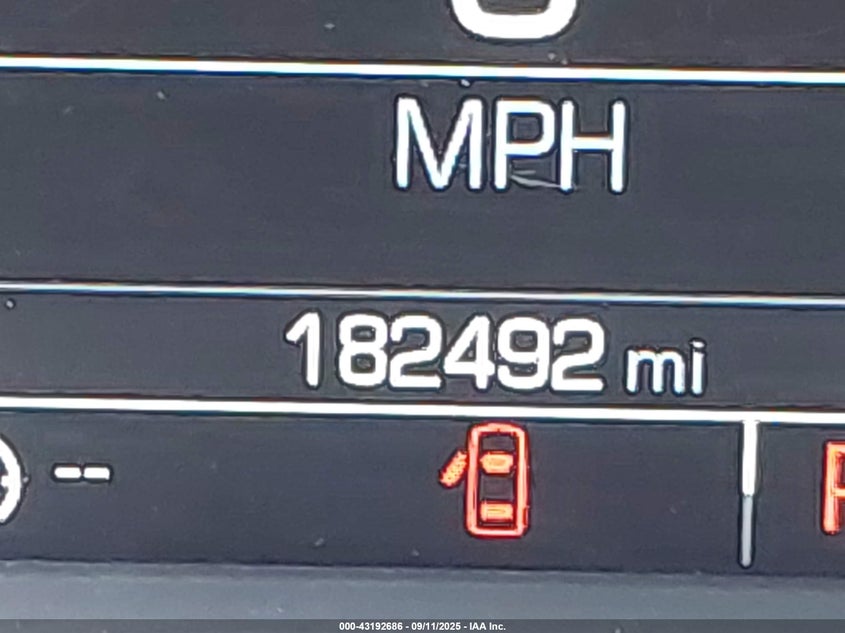 MPH
182492 mi
--
000-43192686 - 09/11/2025 - IAA Inc.